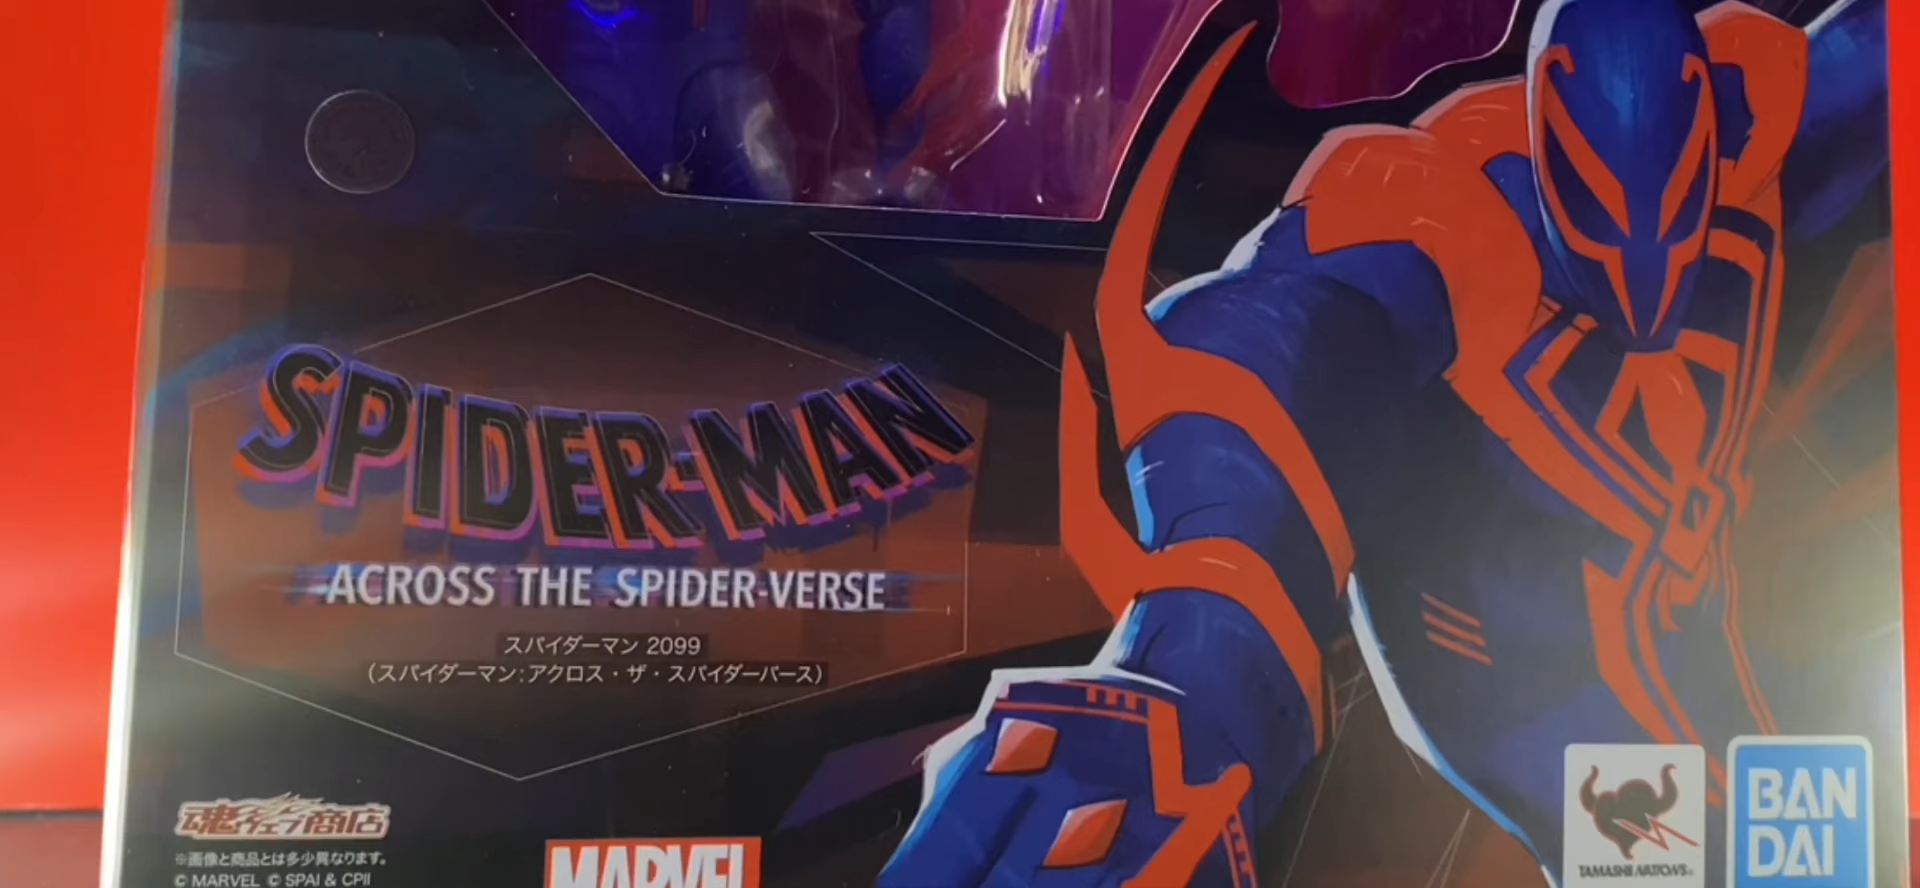 SPIDER-MAN
ACROSS THE SPIDER-VERSE
スパイダーマン 2099
（スパイダーマン：アクロス・ザ・スパイダーバース）
魂ウェブ商店
※画像と商品とは多少異なります。
© MARVEL © SPAI & CPII
MARVEL
TAMASHII NATIONS
BAN
DAI